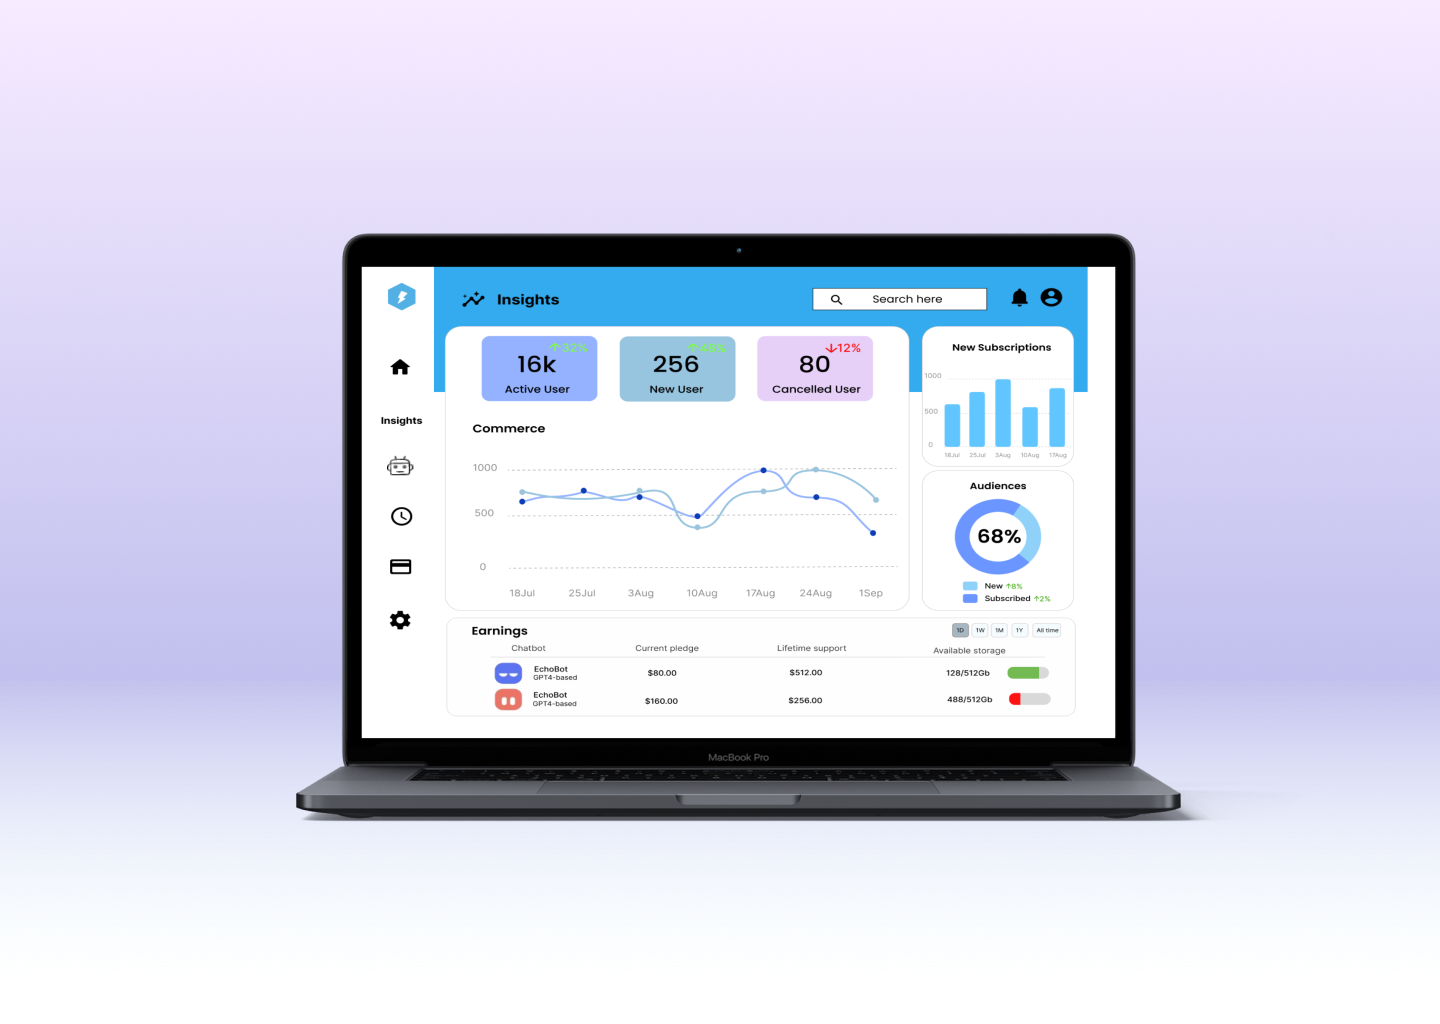 Insights
Search here
Insights
↑32%
16k
Active User
↑48%
256
New User
↓12%
80
Cancelled User
Commerce
1000
500
0
18Jul 25Jul 3Aug 10Aug 17Aug 24Aug 1Sep
New Subscriptions
1000
500
0
18Jul 25Jul 3Aug 10Aug 17Aug
Audiences
68%
New ↑8%
Subscribed ↑2%
Earnings
1D 1W 1M 1Y All time
Chatbot Current pledge Lifetime support Available storage
EchoBot
GPT4-based
$80.00 $512.00 128/512Gb
EchoBot
GPT4-based
$160.00 $256.00 488/512Gb
MacBook Pro